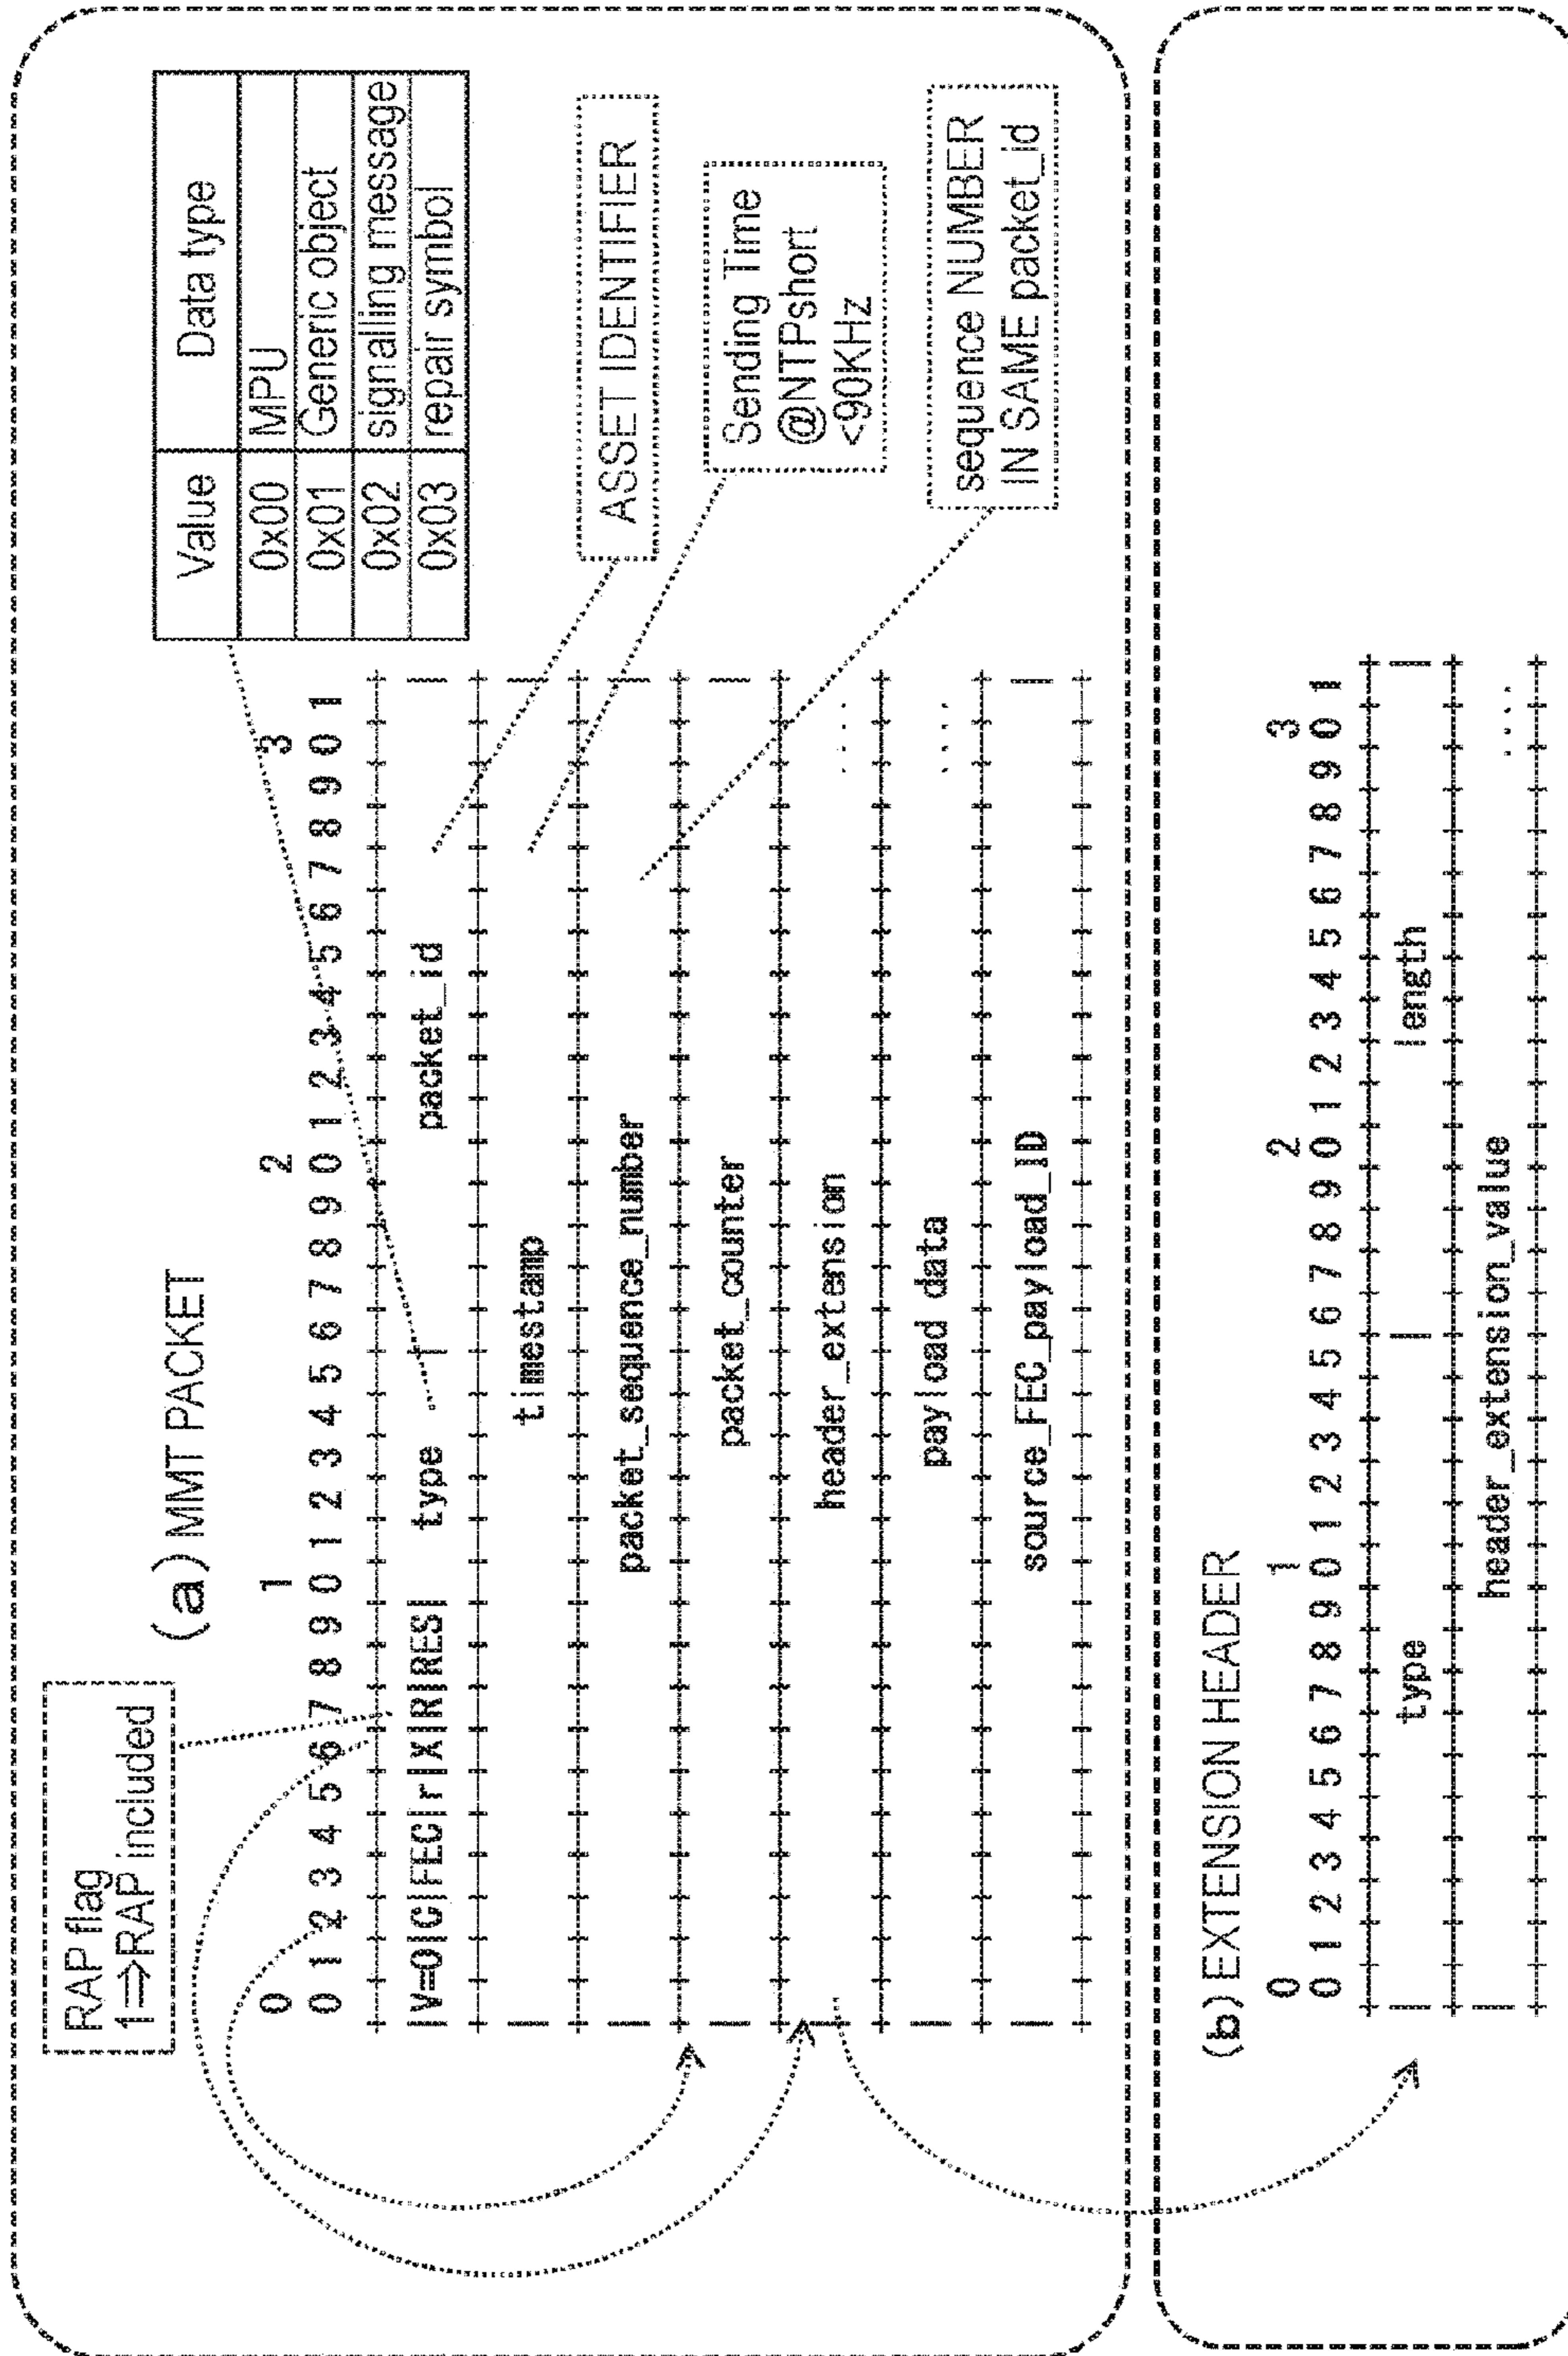 RAP flag
1⇒RAP included
(a) MMT PACKET
Value Data type
0x00 MPU
0x01 Generic object
0x02 signalling message
0x03 repair symbol
0 1 2 3
0 1 2 3 4 5 6 7 8 9 0 1 2 3 4 5 6 7 8 9 0 1 2 3 4 5 6 7 8 9 0 1
V=0|C|FEC|r|X|R|RES| type | packet_id |
ASSET IDENTIFIER
| timestamp |
Sending Time
@NTPshort
<90KHz
| packet_sequence_number |
sequence NUMBER
IN SAME packet_id
| packet_counter |
| header_extension ....
payload data ....
| source_FEC_payload_ID |
(b) EXTENSION HEADER
0 1 2 3
0 1 2 3 4 5 6 7 8 9 0 1 2 3 4 5 6 7 8 9 0 1 2 3 4 5 6 7 8 9 0 1
| type | length |
| header_extension_value ....